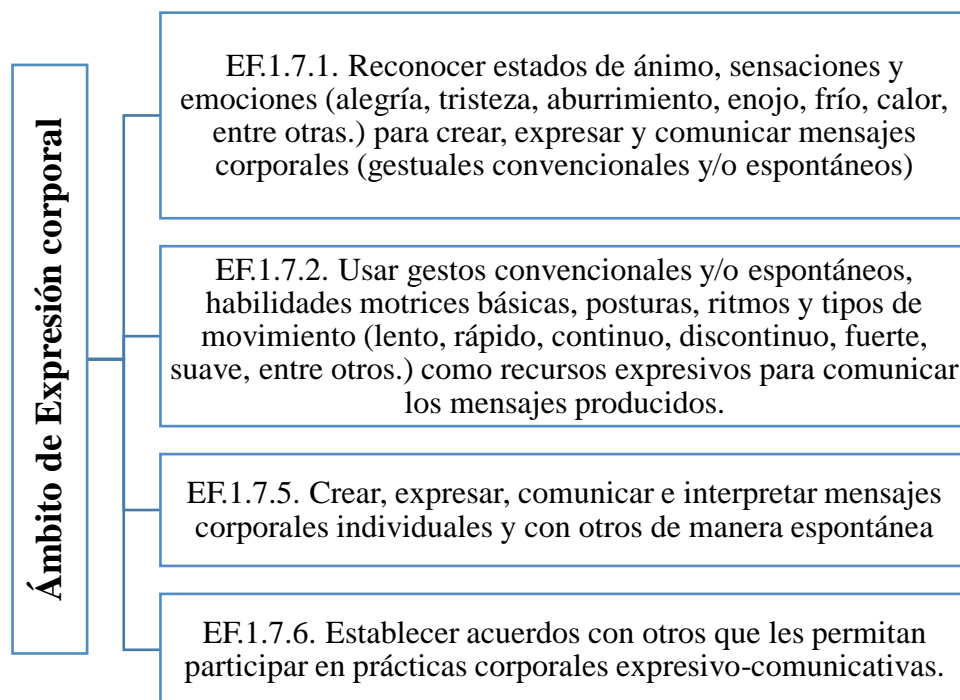 Ámbito de Expresión corporal
EF.1.7.1. Reconocer estados de ánimo, sensaciones y
emociones (alegría, tristeza, aburrimiento, enojo, frío, calor,
entre otras.) para crear, expresar y comunicar mensajes
corporales (gestuales convencionales y/o espontáneos)
EF.1.7.2. Usar gestos convencionales y/o espontáneos,
habilidades motrices básicas, posturas, ritmos y tipos de
movimiento (lento, rápido, continuo, discontinuo, fuerte,
suave, entre otros.) como recursos expresivos para comunicar
los mensajes producidos.
EF.1.7.5. Crear, expresar, comunicar e interpretar mensajes
corporales individuales y con otros de manera espontánea
EF.1.7.6. Establecer acuerdos con otros que les permitan
participar en prácticas corporales expresivo-comunicativas.